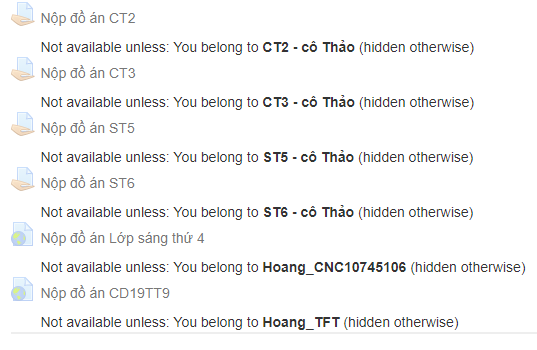 Nộp đồ án CT2
Not available unless: You belong to CT2 - cô Thảo (hidden otherwise)
Nộp đồ án CT3
Not available unless: You belong to CT3 - cô Thảo (hidden otherwise)
Nộp đồ án ST5
Not available unless: You belong to ST5 - cô Thảo (hidden otherwise)
Nộp đồ án ST6
Not available unless: You belong to ST6 - cô Thảo (hidden otherwise)
Nộp đồ án Lớp sáng thứ 4
Not available unless: You belong to Hoang_CNC10745106 (hidden otherwise)
Nộp đồ án CD19TT9
Not available unless: You belong to Hoang_TFT (hidden otherwise)